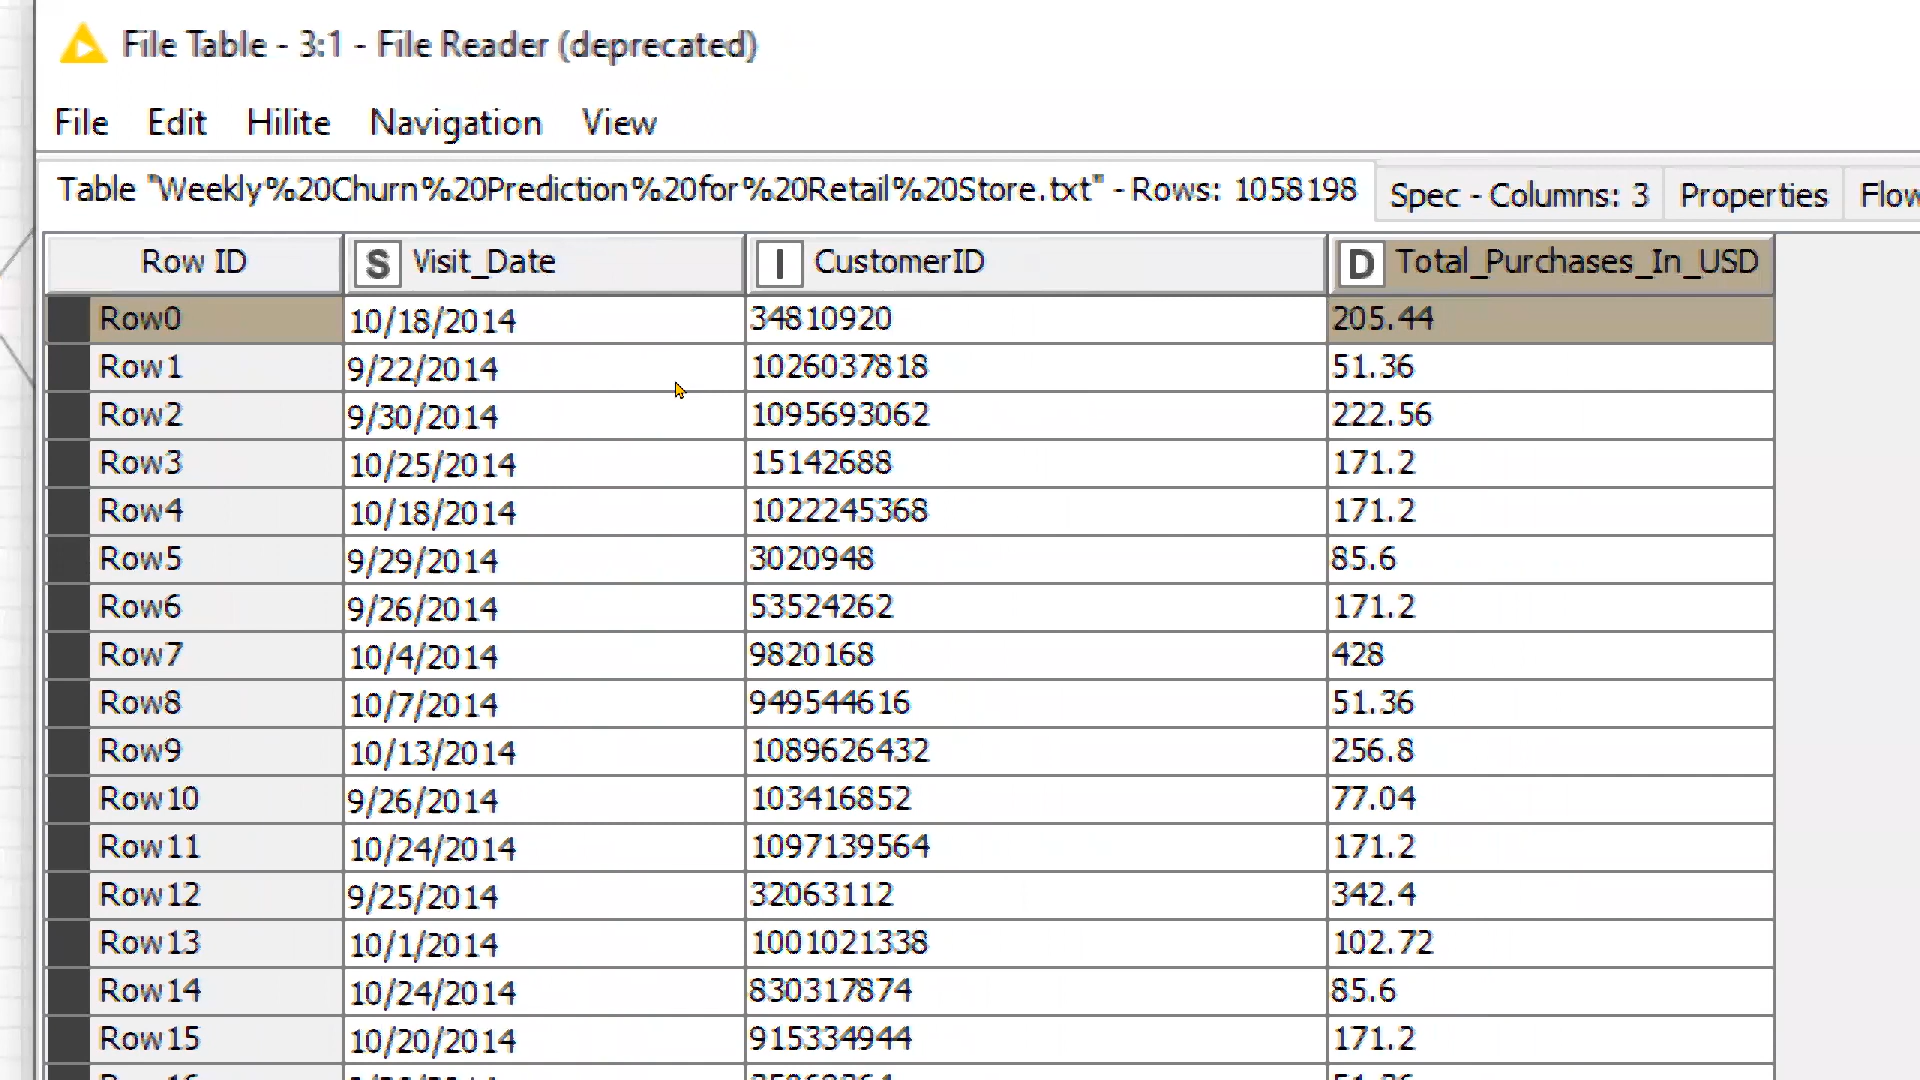 File Table - 3:1 - File Reader (deprecated)
File Edit Hilite Navigation View
Table "Weekly%20Churn%20Prediction%20for%20Retail%20Store.txt" - Rows: 1058198 Spec - Columns: 3 Properties Flow
Row ID S Visit_Date I CustomerID D Total_Purchases_In_USD
Row0 10/18/2014 34810920 205.44
Row1 9/22/2014 1026037818 51.36
Row2 9/30/2014 1095693062 222.56
Row3 10/25/2014 15142688 171.2
Row4 10/18/2014 1022245368 171.2
Row5 9/29/2014 3020948 85.6
Row6 9/26/2014 53524262 171.2
Row7 10/4/2014 9820168 428
Row8 10/7/2014 949544616 51.36
Row9 10/13/2014 1089626432 256.8
Row10 9/26/2014 103416852 77.04
Row11 10/24/2014 1097139564 171.2
Row12 9/25/2014 32063112 342.4
Row13 10/1/2014 1001021338 102.72
Row14 10/24/2014 830317874 85.6
Row15 10/20/2014 915334944 171.2